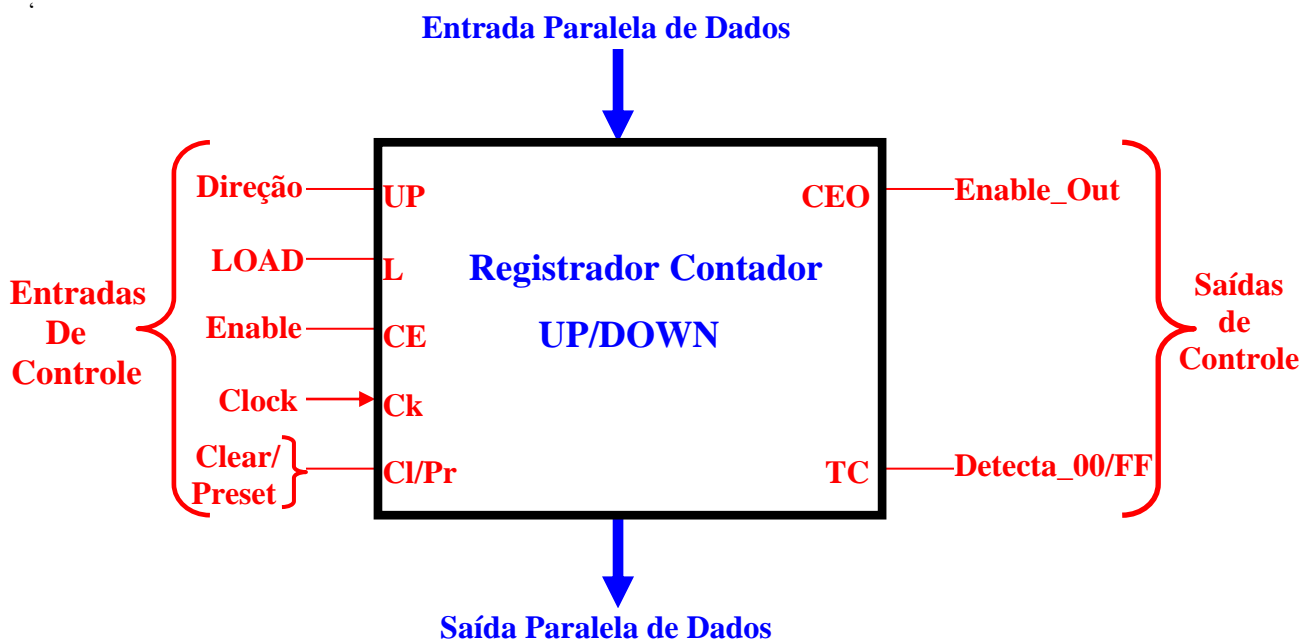 ‘
Entrada Paralela de Dados
Entradas
De
Controle
Direção
LOAD
Enable
Clock
Clear/
Preset
UP
L
CE
Ck
Cl/Pr
Registrador Contador
UP/DOWN
CEO
TC
Enable_Out
Detecta_00/FF
Saídas
de
Controle
Saída Paralela de Dados